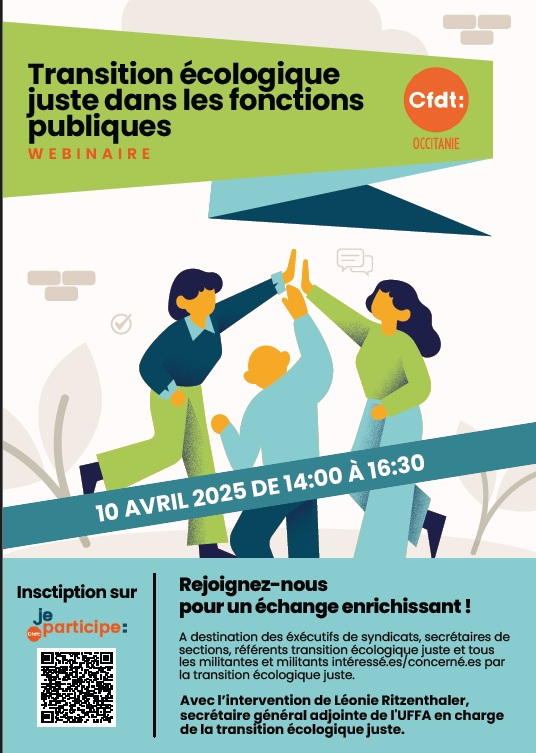 Transition écologique
juste dans les fonctions
publiques
WEBINAIRE
Cfdt:
OCCITANIE
10 AVRIL 2025 DE 14:00 À 16:30
Insctiption sur
je
Cfdt:
participe:
Rejoignez-nous
pour un échange enrichissant !
A destination des éxécutifs de syndicats, secrétaires de
sections, référents transition écologique juste et tous
les militantes et militants intéressé.es/concerné.es par
la transition écologique juste.
Avec l’intervention de Léonie Ritzenthaler,
secrétaire général adjointe de l'UFFA en charge
de la transition écologique juste.